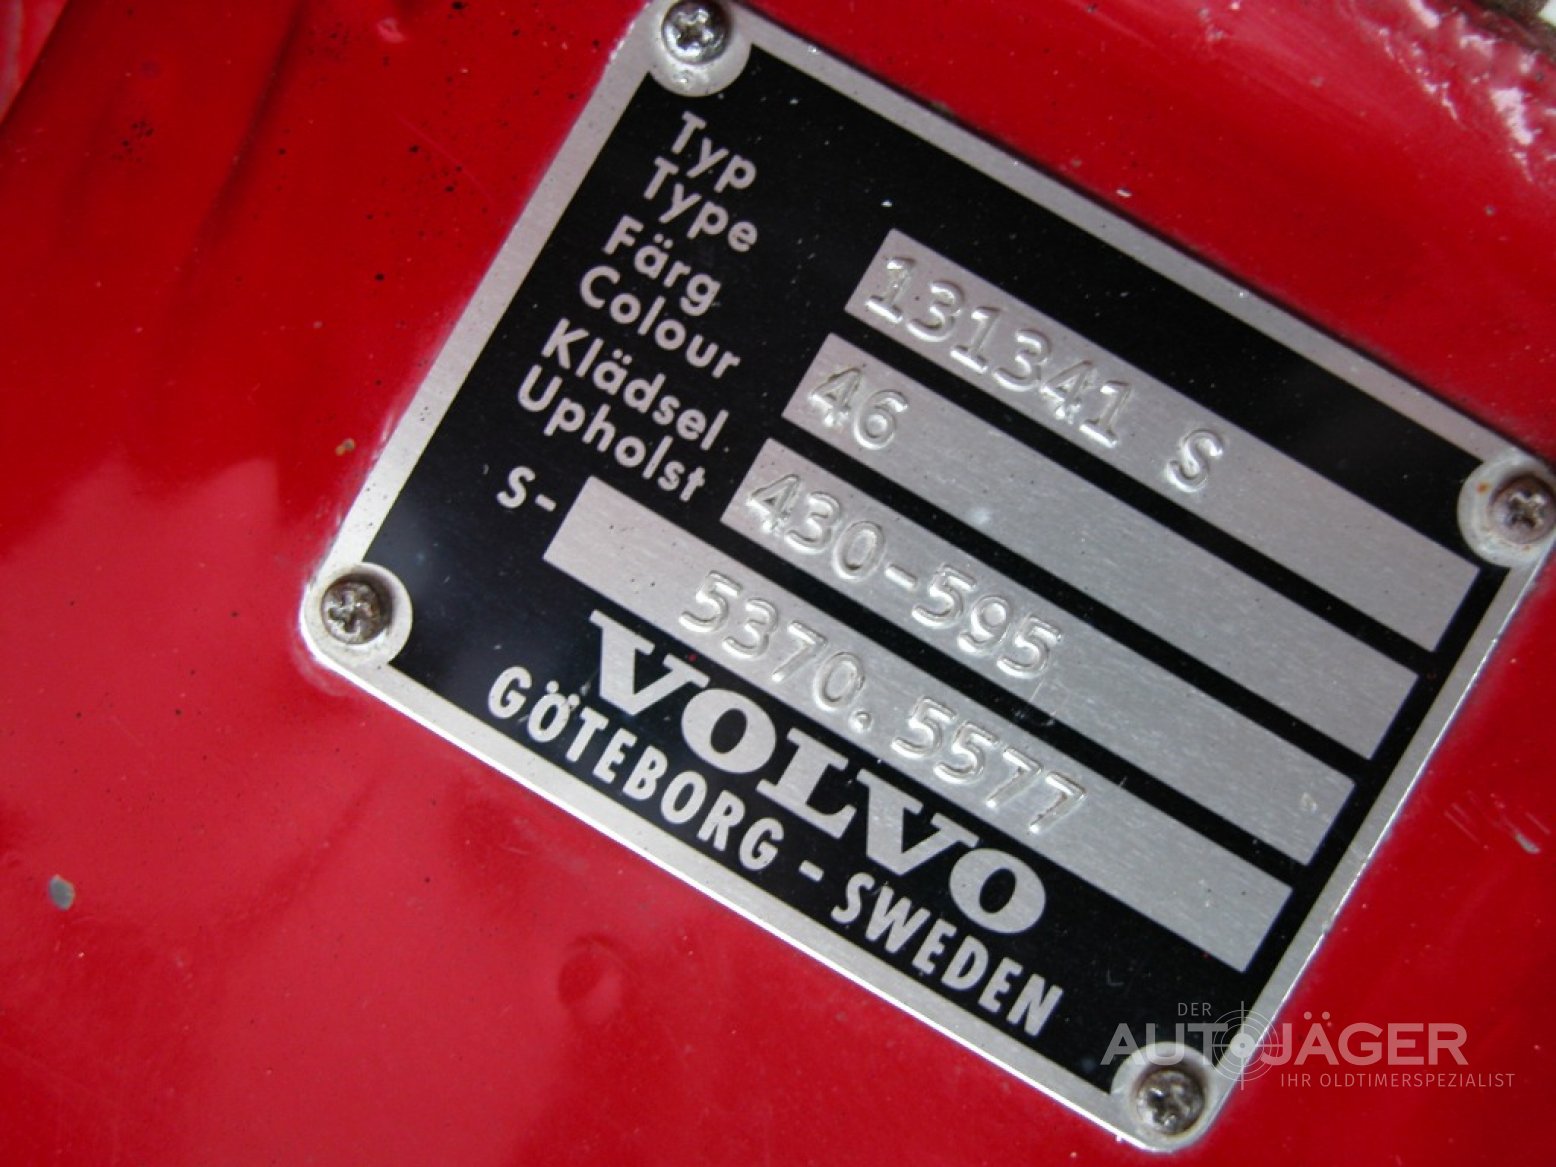 Typ
Type 131341 S
Färg
Colour 46
Klädsel
Upholst 430-595
S- 5370.5577
VOLVO
GÖTEBORG - SWEDEN
DER
AUTOJÄGER
IHR OLDTIMERSPEZIALIST